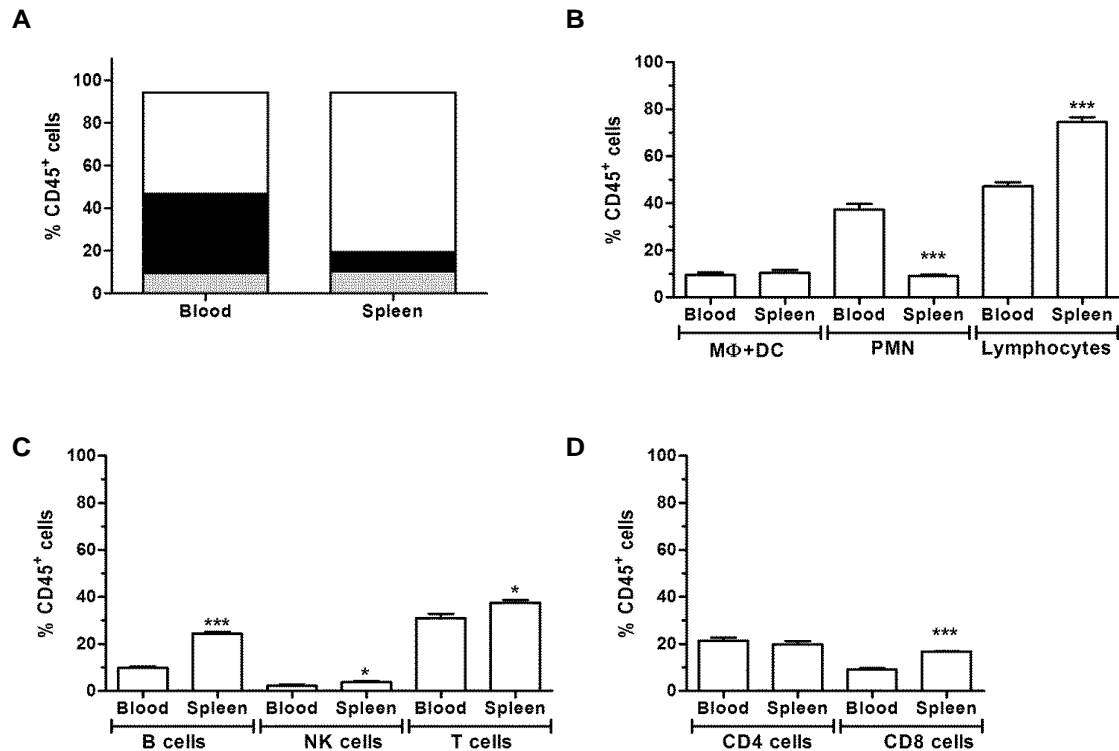 A
% CD45+ cells
100
80
60
40
20
0
Blood Spleen
B
% CD45+ cells
100
80
60
40
20
0
***
***
Blood Spleen Blood Spleen Blood Spleen
MΦ+DC PMN Lymphocytes
C
% CD45+ cells
100
80
60
40
20
0
***
*
*
Blood Spleen Blood Spleen Blood Spleen
B cells NK cells T cells
D
% CD45+ cells
100
80
60
40
20
0
***
Blood Spleen Blood Spleen
CD4 cells CD8 cells